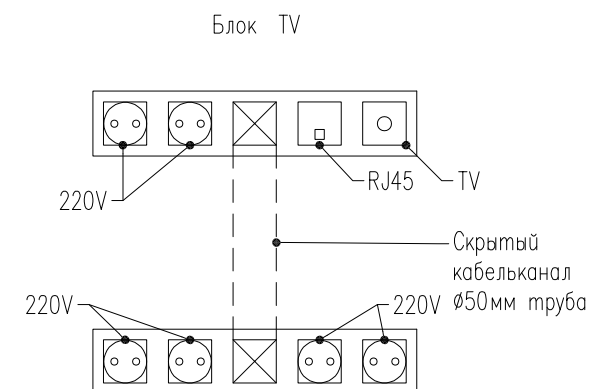 Блок TV
RJ45
TV
220V
Скрытый
кабельканал
Ø50мм труба
220V
220V